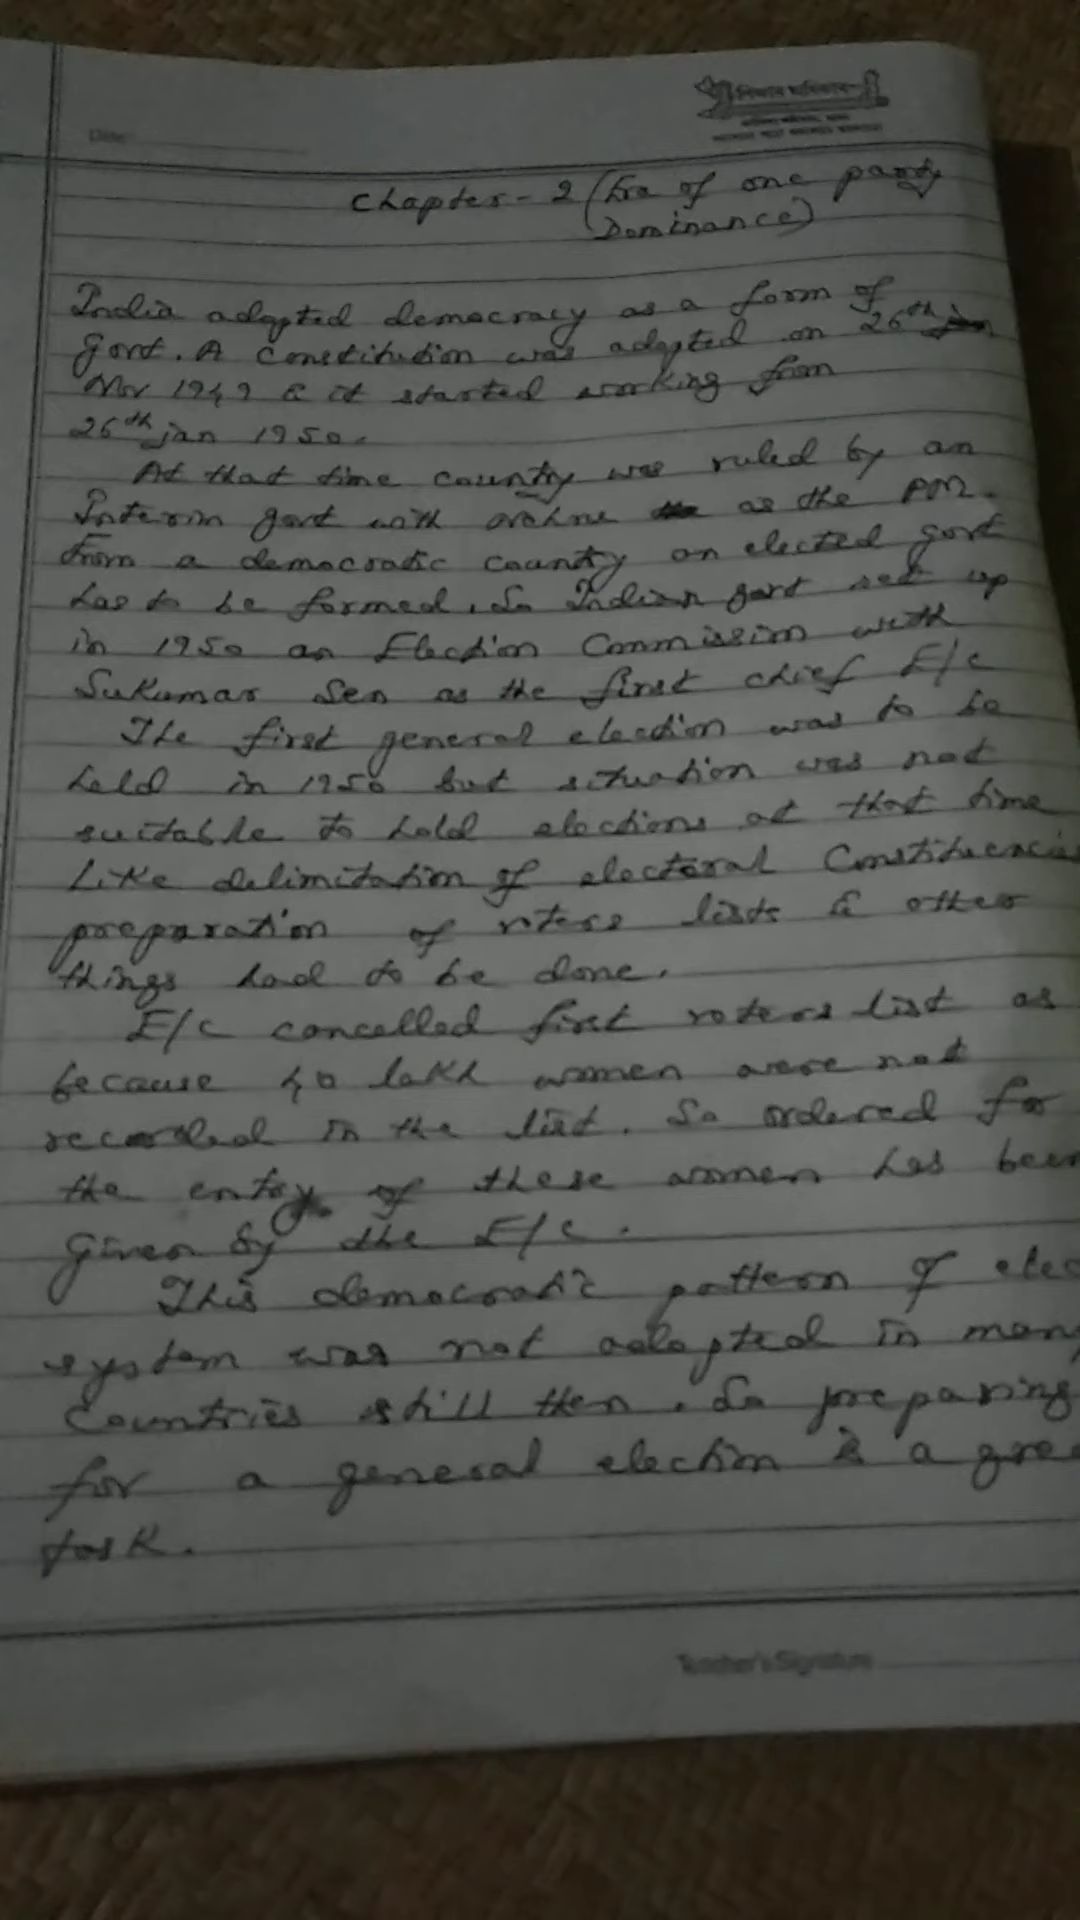 Date
Chapter - 2 (Era of one party
Dominance)
India adopted democracy as a form of
govt. A constitution was adopted on 26th
Nov 1949 & it started working from
26th jan 1950.
At that time country was ruled by an
Interim govt with as the PM.
From a democratic county an elected govt
has to be formed. So Indian govt set up
in 1950 an Election Commission with
Sukumar Sen as the first chief E/C
The first general election was to be
held in 1950 but situation was not
suitable to hold elections at that time
Like delimitation of electoral Constituencies
preparation of voters lists & other
things had to be done.
E/C cancelled first voters list as
because 40 lakh women were not
recorded in the list. So ordered for
the entry of these women has been
given by the E/C.
This democratic pattern of elec
system was not adopted in many
Countries still then. So preparing
for a general election is a grea
task.
Teacher's Signature